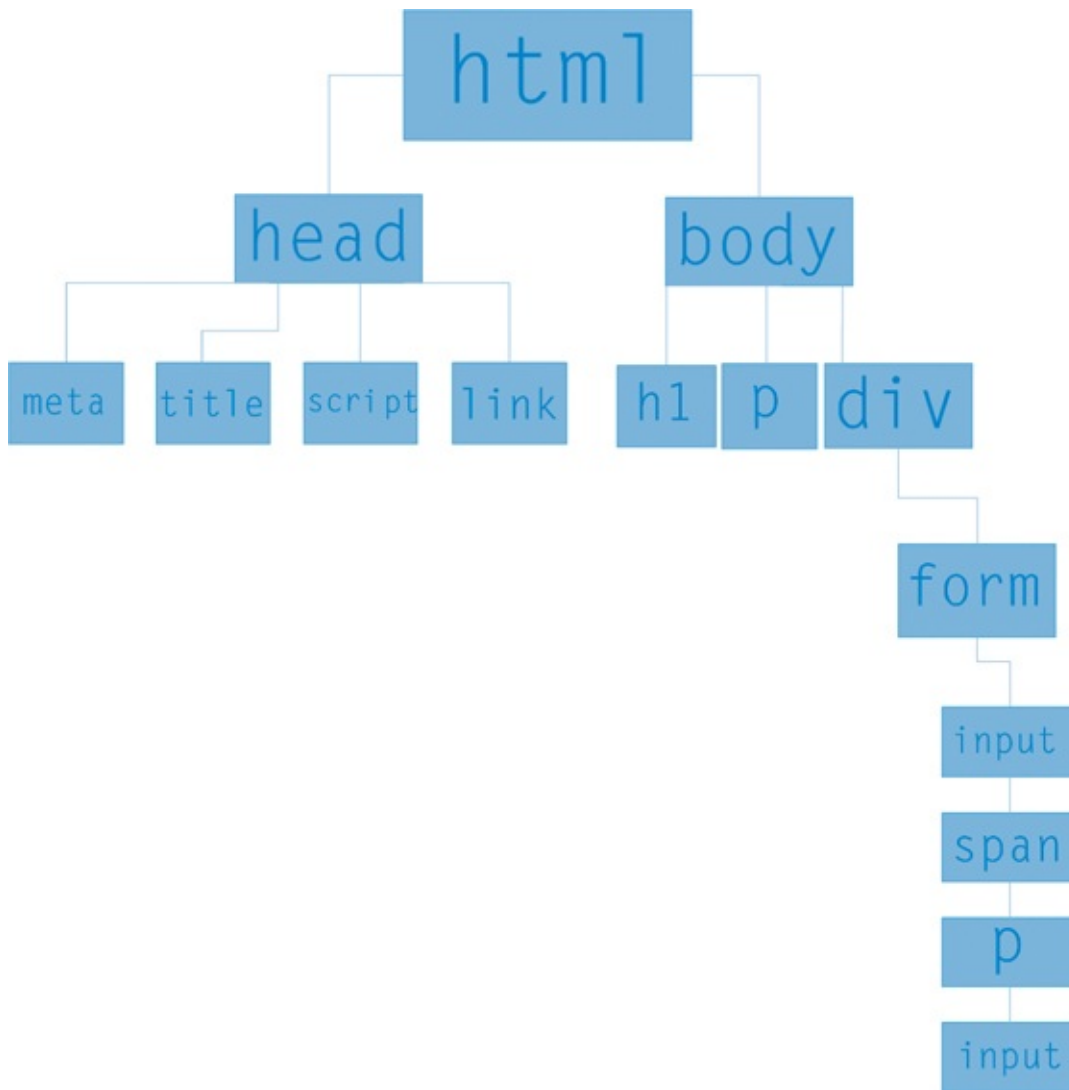 html
head
body
meta
title
script
link
h1
p
div
form
input
span
p
input